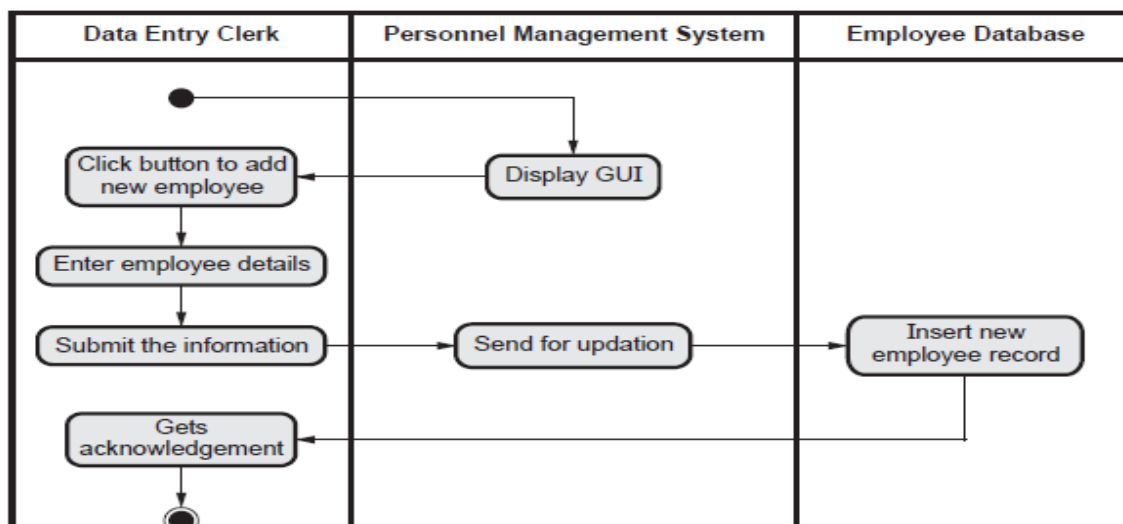 Data Entry Clerk
Personnel Management System
Employee Database
Click button to add
new employee
Display GUI
Enter employee details
Submit the information
Send for updation
Insert new
employee record
Gets
acknowledgement